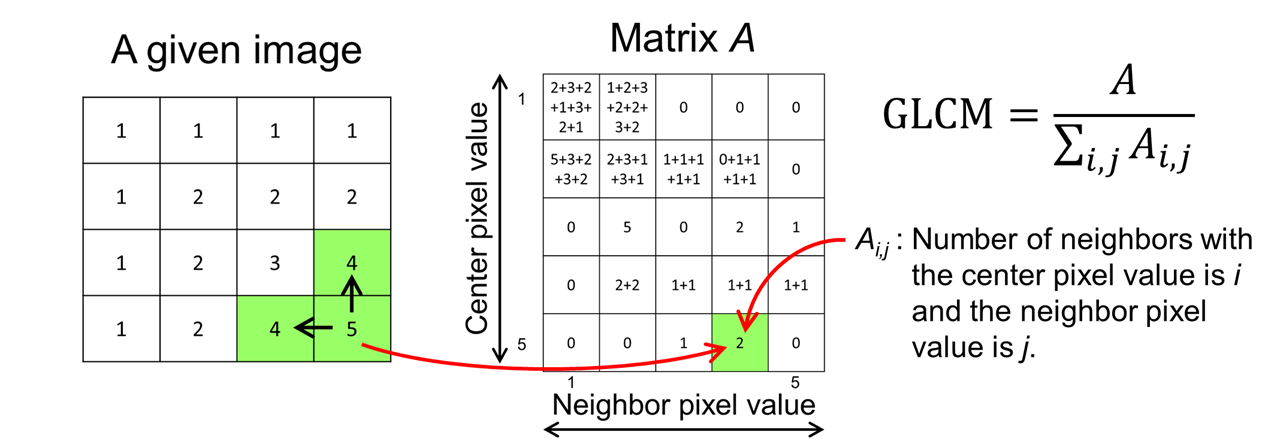 A given image
1 1 1 1
1 2 2 2
1 2 3 4
1 2 4 5
Matrix A
Center pixel value
1
5
2+3+2
+1+3+
2+1
1+2+3
+2+2+
3+2
0 0 0
5+3+2
+3+2
2+3+1
+3+1
1+1+1
+1+1
0+1+1
+1+1
0
0 5 0 2 1
0 2+2 1+1 1+1 1+1
0 0 1 2 0
1 5
Neighbor pixel value
GLCM = A / ∑i,j Ai,j
Ai,j : Number of neighbors with
the center pixel value is i
and the neighbor pixel
value is j.